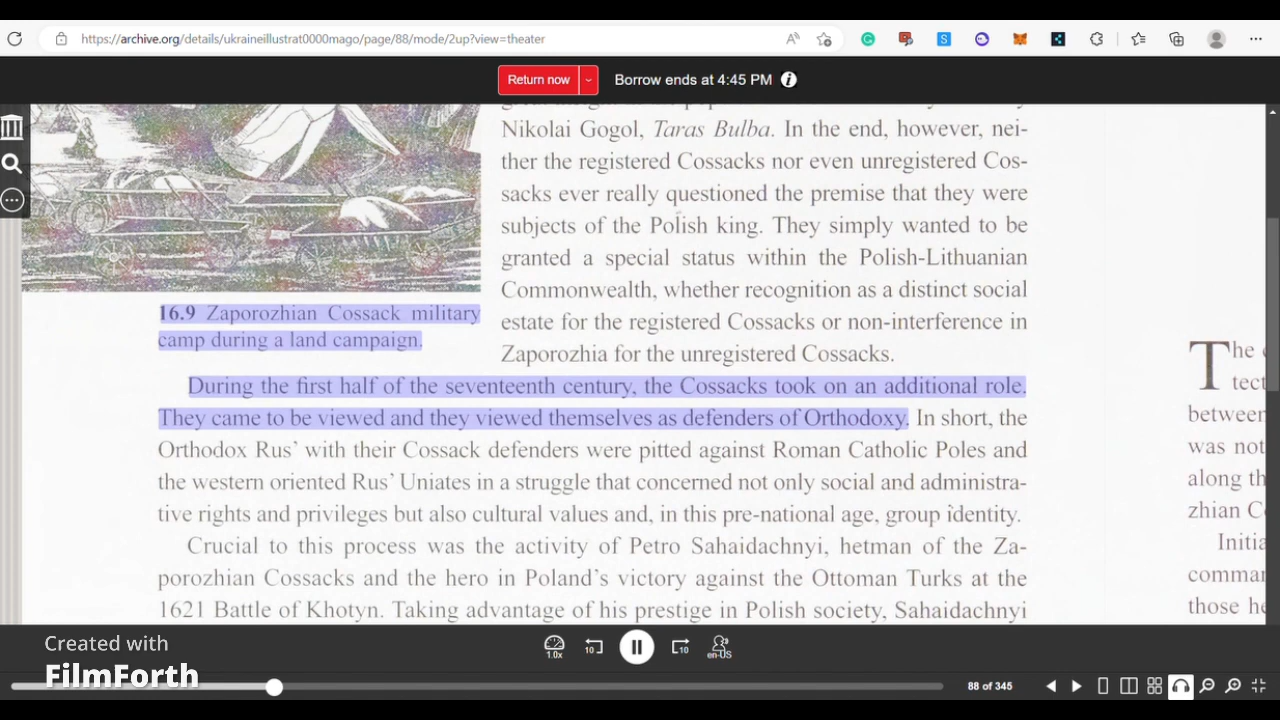 https://archive.org/details/ukraineillustrat0000mago/page/88/mode/2up?view=theater
Return now
Borrow ends at 4:45 PM
Nikolai Gogol, Taras Bulba. In the end, however, nei-
ther the registered Cossacks nor even unregistered Cos-
sacks ever really questioned the premise that they were
subjects of the Polish king. They simply wanted to be
granted a special status within the Polish-Lithuanian
Commonwealth, whether recognition as a distinct social
estate for the registered Cossacks or non-interference in
Zaporozhia for the unregistered Cossacks.
16.9 Zaporozhian Cossack military
camp during a land campaign.
During the first half of the seventeenth century, the Cossacks took on an additional role.
They came to be viewed and they viewed themselves as defenders of Orthodoxy. In short, the
Orthodox Rus' with their Cossack defenders were pitted against Roman Catholic Poles and
the western oriented Rus' Uniates in a struggle that concerned not only social and administra-
tive rights and privileges but also cultural values and, in this pre-national age, group identity.
Crucial to this process was the activity of Petro Sahaidachnyi, hetman of the Za-
porozhian Cossacks and the hero in Poland's victory against the Ottoman Turks at the
1621 Battle of Khotyn. Taking advantage of his prestige in Polish society, Sahaidachnyi
The
tect
between
was not
along th
zhian C
Initia
comman
those he
1.0x
10
10
en-US
Created with
FilmForth
88 of 345